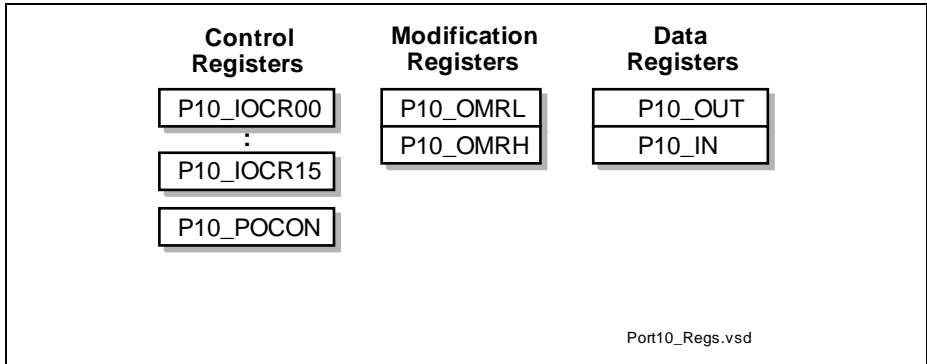 Control
Registers
P10_IOCR00
:
P10_IOCR15
P10_POCON
Modification
Registers
P10_OMRL
P10_OMRH
Data
Registers
P10_OUT
P10_IN
Port10_Regs.vsd